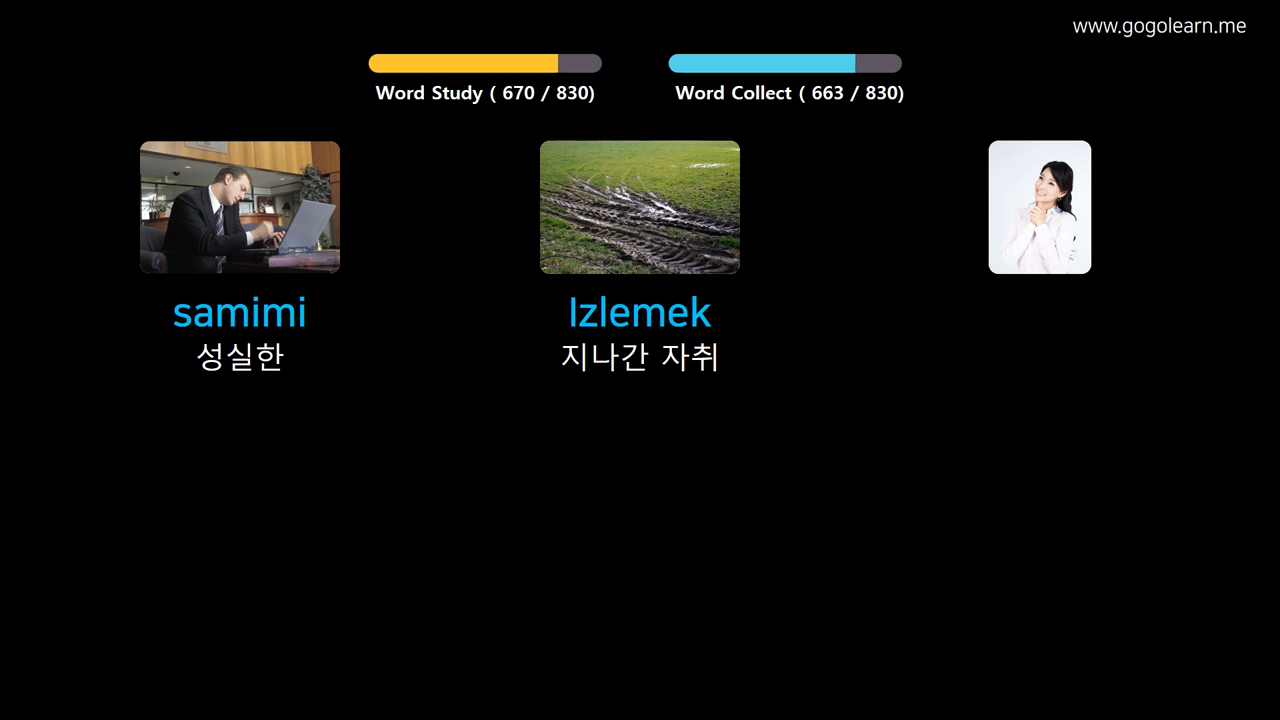 www.gogolearn.me
Word Study ( 670 / 830)
Word Collect ( 663 / 830)
samimi
성실한
Izlemek
지나간 자취